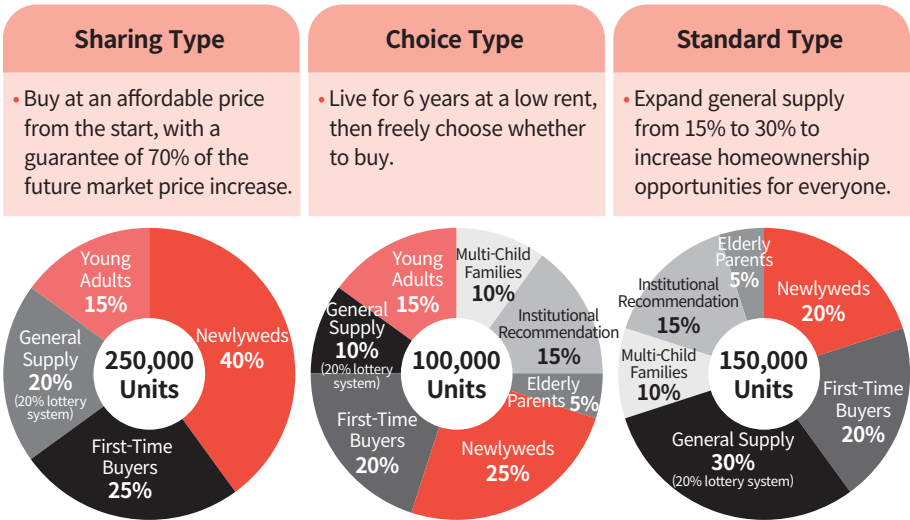 Sharing Type
• Buy at an affordable price
from the start, with a
guarantee of 70% of the
future market price increase.
Choice Type
• Live for 6 years at a low rent,
then freely choose whether
to buy.
Standard Type
• Expand general supply
from 15% to 30% to
increase homeownership
opportunities for everyone.
Young
Adults
15%
Newlyweds
40%
General
Supply
20%
(20% lottery
system)
250,000
Units
First-Time
Buyers
25%
Young
Adults
15%
Multi-Child
Families
10%
General
Supply
10%
(20% lottery
system)
Institutional
Recommendation
15%
100,000
Units
Elderly
Parents 5%
First-Time
Buyers
20%
Newlyweds
25%
Elderly
Parents
5%
Newlyweds
20%
Institutional
Recommendation
15%
Multi-Child
Families
10%
150,000
Units
First-Time
Buyers
20%
General Supply
30%
(20% lottery system)